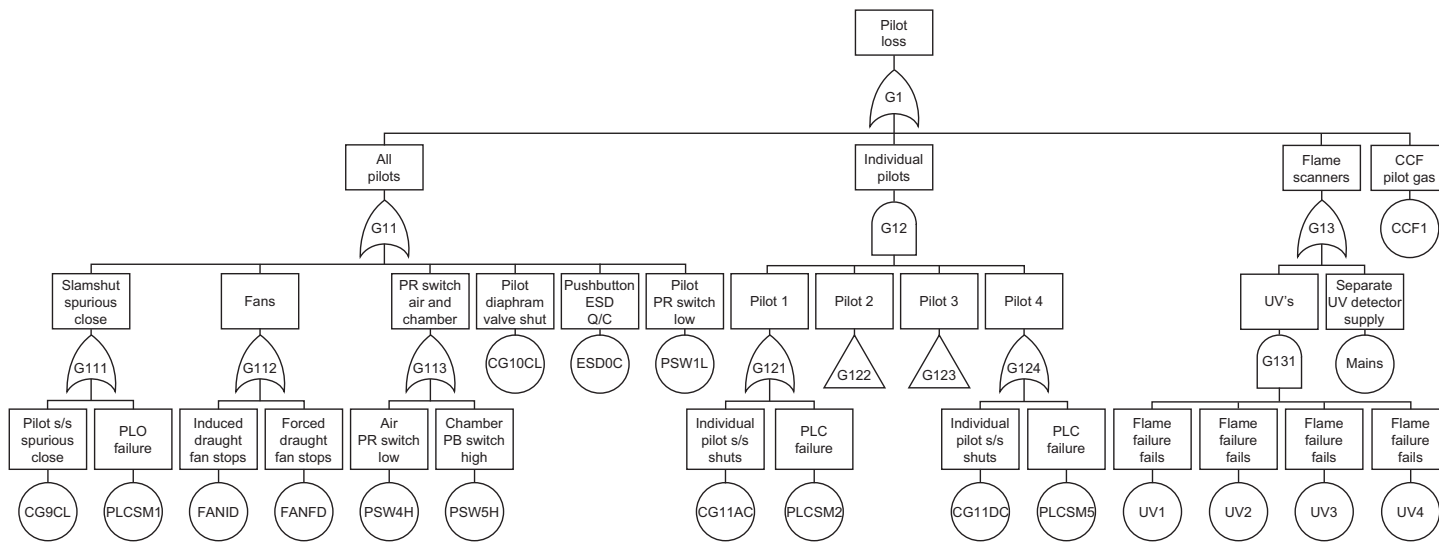 Pilot
loss
G1
All
pilots
Individual
pilots
Flame
scanners
CCF
pilot gas
G11
G12
G13
CCF1
Slamshut
spurious
close
Fans
PR switch
air and
chamber
Pilot
diaphram
valve shut
Pushbutton
ESD
Q/C
Pilot
PR switch
low
Pilot 1
Pilot 2
Pilot 3
Pilot 4
UV's
Separate
UV detector
supply
G111
G112
G113
CG10CL
ESD0C
PSW1L
G121
G122
G123
G124
G131
Mains
Pilot s/s
spurious
close
PLO
failure
Induced
draught
fan stops
Forced
draught
fan stops
Air
PR switch
low
Chamber
PB switch
high
Individual
pilot s/s
shuts
PLC
failure
Individual
pilot s/s
shuts
PLC
failure
Flame
failure
fails
Flame
failure
fails
Flame
failure
fails
Flame
failure
fails
CG9CL
PLCSM1
FANID
FANFD
PSW4H
PSW5H
CG11AC
PLCSM2
CG11DC
PLCSM5
UV1
UV2
UV3
UV4